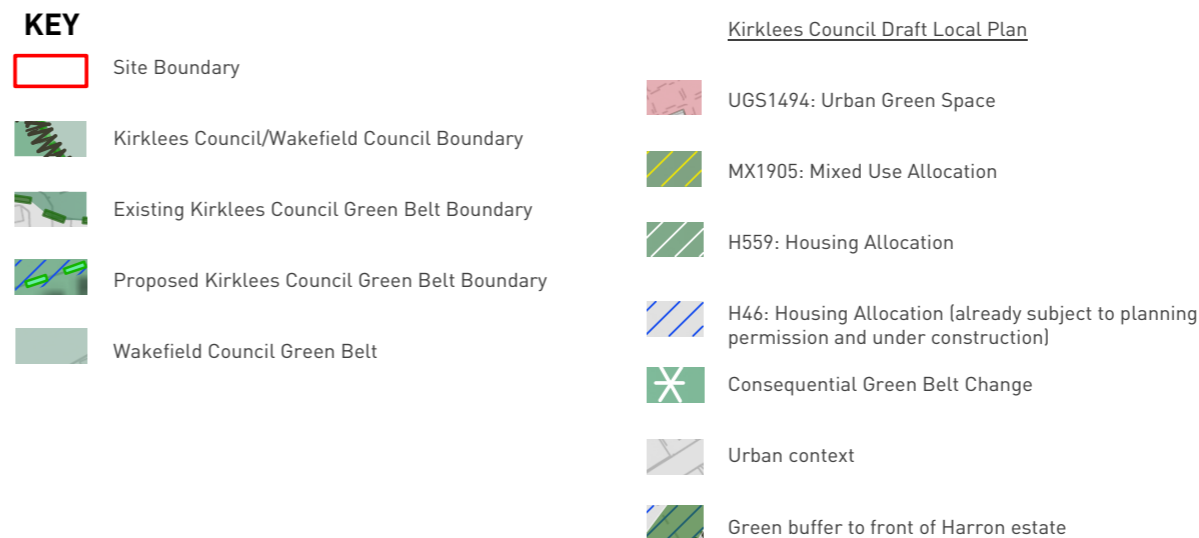 KEY
Site Boundary
Kirklees Council/Wakefield Council Boundary
Existing Kirklees Council Green Belt Boundary
Proposed Kirklees Council Green Belt Boundary
Wakefield Council Green Belt
Kirklees Council Draft Local Plan
UGS1494: Urban Green Space
MX1905: Mixed Use Allocation
H559: Housing Allocation
H46: Housing Allocation (already subject to planning
permission and under construction)
Consequential Green Belt Change
Urban context
Green buffer to front of Harron estate